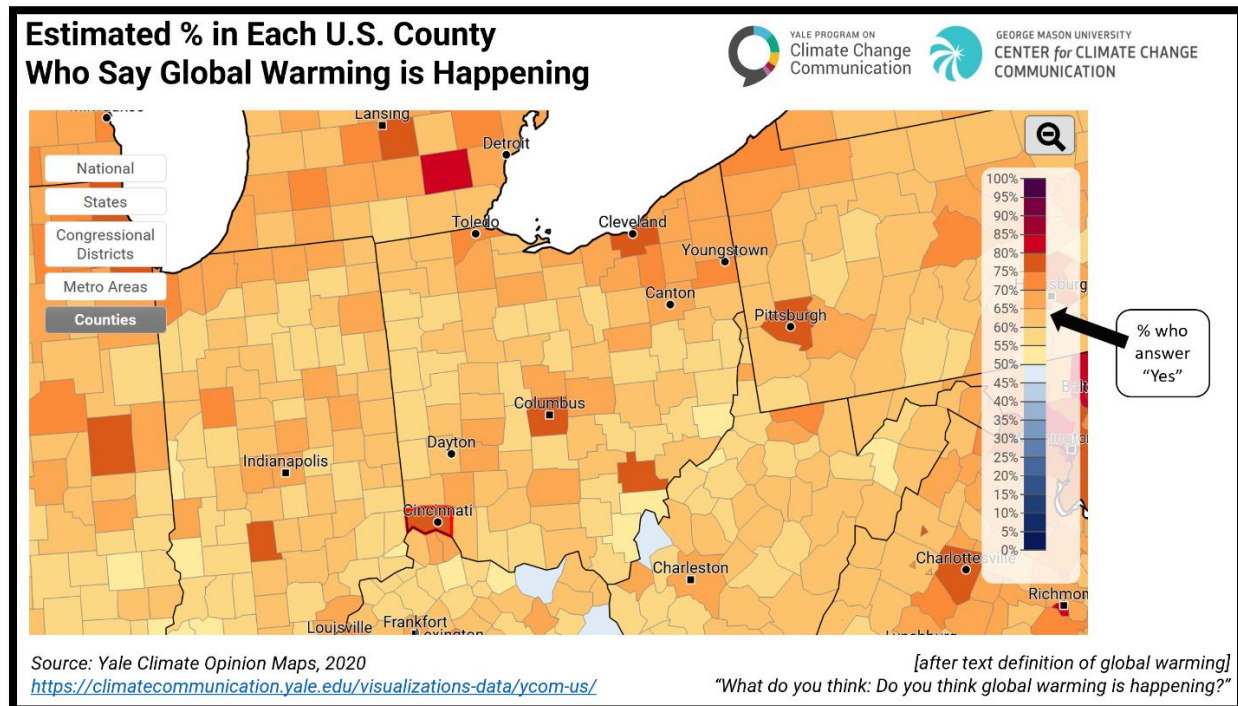 Estimated % in Each U.S. County
Who Say Global Warming is Happening
YALE PROGRAM ON
Climate Change
Communication
GEORGE MASON UNIVERSITY
CENTER for CLIMATE CHANGE
COMMUNICATION
Lansing
Detroit
National
States
Congressional
Districts
Metro Areas
Counties
Toledo
Cleveland
Youngstown
Canton
Pittsburgh
Columbus
Dayton
Indianapolis
Cincinnati
Charleston
Charlottesville
Louisville
Frankfort
100%
95%
90%
85%
80%
75%
70%
65%
60%
55%
50%
45%
40%
35%
30%
25%
20%
15%
10%
5%
0%
% who
answer
“Yes”
Source: Yale Climate Opinion Maps, 2020
https://climatecommunication.yale.edu/visualizations-data/ycom-us/
[after text definition of global warming]
“What do you think: Do you think global warming is happening?”